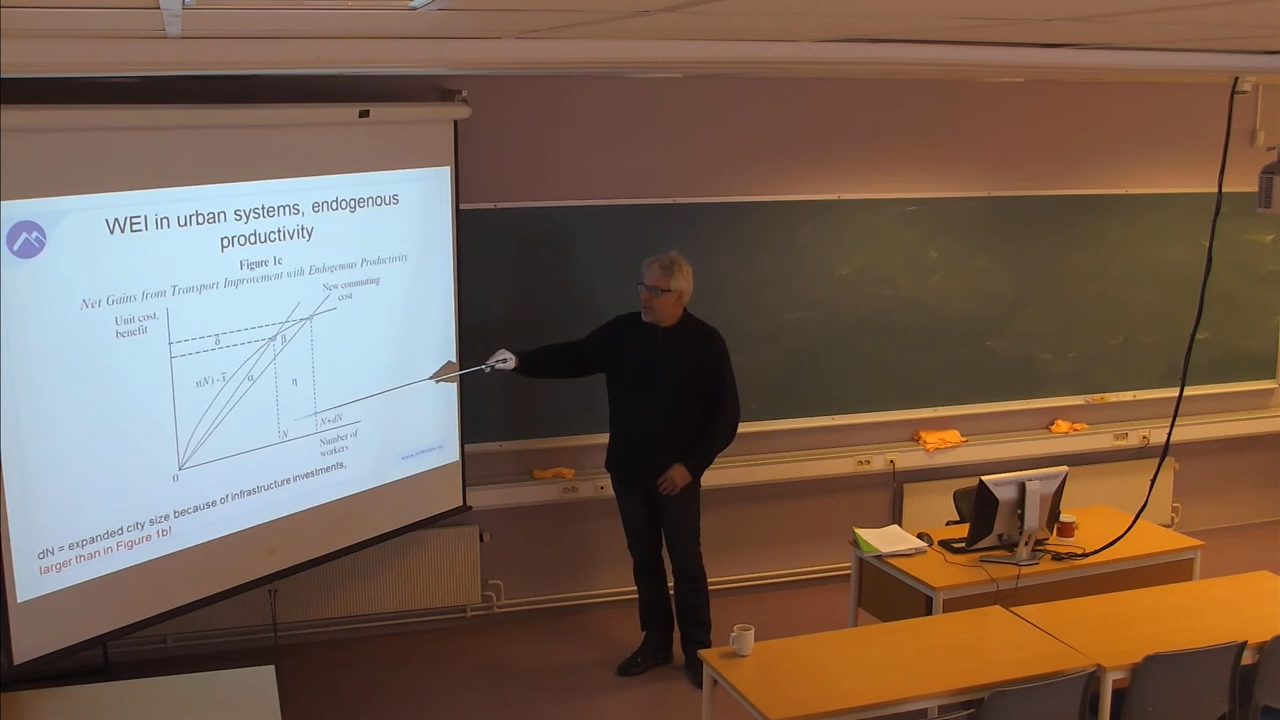 WEI in urban systems, endogenous
productivity
Figure 1c
Net Gains from Transport Improvement with Endogenous Productivity
New commuting
cost
Unit cost,
benefit
δ
β
α
η
N
N+dN
Number of
workers
0
dN = expanded city size because of infrastructure investments,
larger than in Figure 1b!